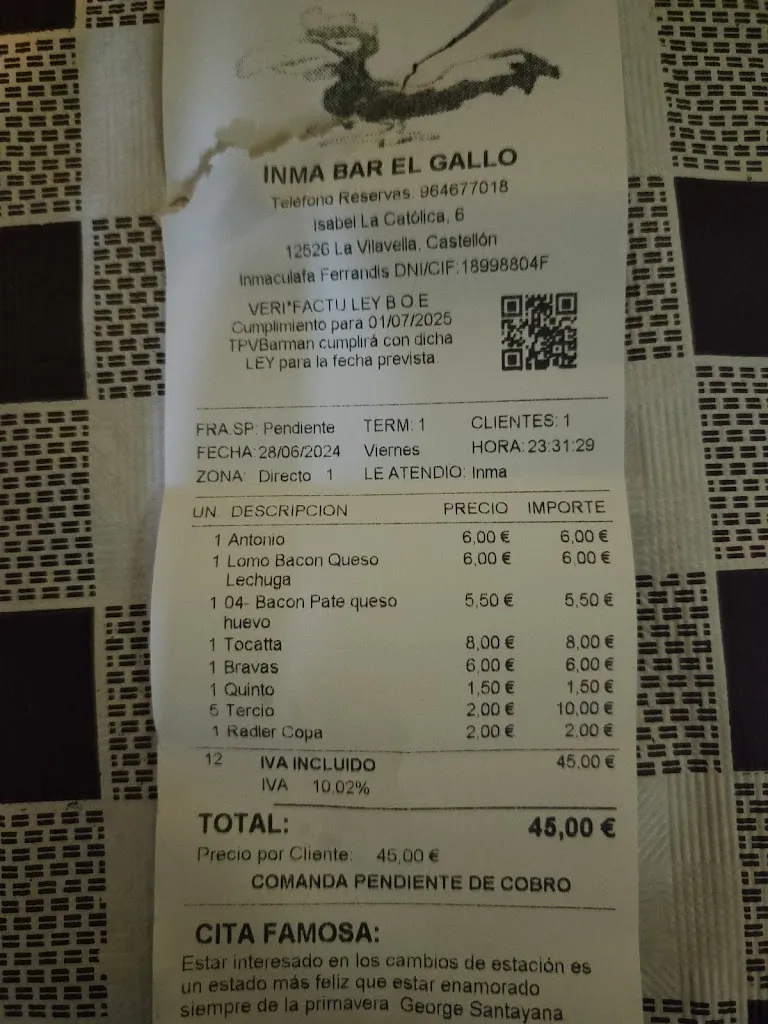 INMA BAR EL GALLO
Teléfono Reservas. 964677018
Isabel La Católica, 6
12526 La Vilavella. Castellón
Inmaculafa Ferrandis DNI/CIF:18998804F
VERI*FACTU LEY B O E
Cumplimiento para 01/07/2025
TPVBarman cumplirá con dicha
LEY para la fecha prevista.
FRA.SP: Pendiente TERM: 1 CLIENTES: 1
FECHA: 28/06/2024 Viernes HORA: 23:31:29
ZONA: Directo 1 LE ATENDIO: Inma
UN. DESCRIPCION PRECIO IMPORTE
1 Antonio 6,00 € 6,00 €
1 Lomo Bacon Queso 6,00 € 6,00 €
Lechuga
1 04- Bacon Pate queso 5,50 € 5,50 €
huevo
1 Tocatta 8,00 € 8,00 €
1 Bravas 6,00 € 6,00 €
1 Quinto 1,50 € 1,50 €
5 Tercio 2,00 € 10,00 €
1 Radler Copa 2,00 € 2,00 €
12 IVA INCLUIDO 45,00 €
IVA 10,02%
TOTAL: 45,00 €
Precio por Cliente: 45,00 €
COMANDA PENDIENTE DE COBRO
CITA FAMOSA:
Estar interesado en los cambios de estación es
un estado más feliz que estar enamorado
siempre de la primavera George Santayana